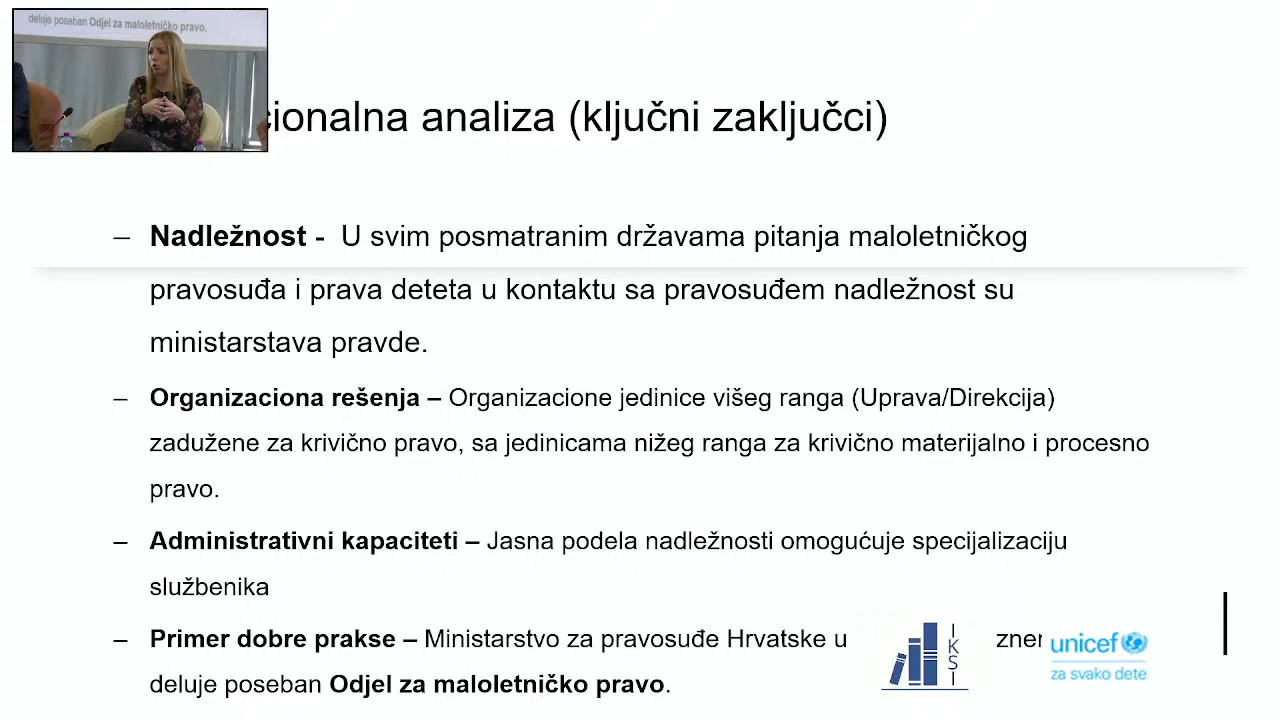 deluje poseban Odjel za maloletničko pravo.
cionalna analiza (ključni zaključci)
– Nadležnost - U svim posmatranim državama pitanja maloletničkog
pravosuđa i prava deteta u kontaktu sa pravosuđem nadležnost su
ministarstava pravde.
– Organizaciona rešenja – Organizacione jedinice višeg ranga (Uprava/Direkcija)
zadužene za krivično pravo, sa jedinicama nižeg ranga za krivično materijalno i procesno
pravo.
– Administrativni kapaciteti – Jasna podela nadležnosti omogućuje specijalizaciju
službenika
– Primer dobre prakse – Ministarstvo za pravosuđe Hrvatske u
deluje poseban Odjel za maloletničko pravo.
IKSI
unicef
za svako dete